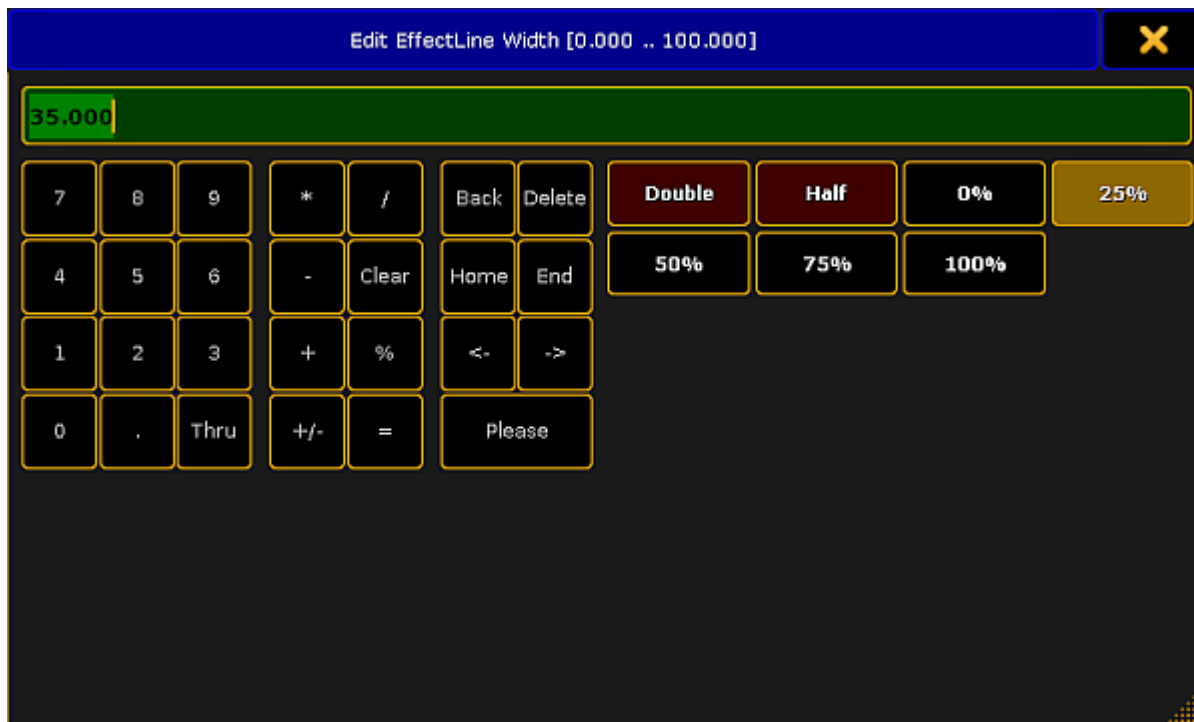 Edit EffectLine Width [0.000 .. 100.000]
35.000
7 8 9 * / Back Delete Double Half 0% 25%
4 5 6 - Clear Home End 50% 75% 100%
1 2 3 + % <- ->
0 . Thru +/- = Please